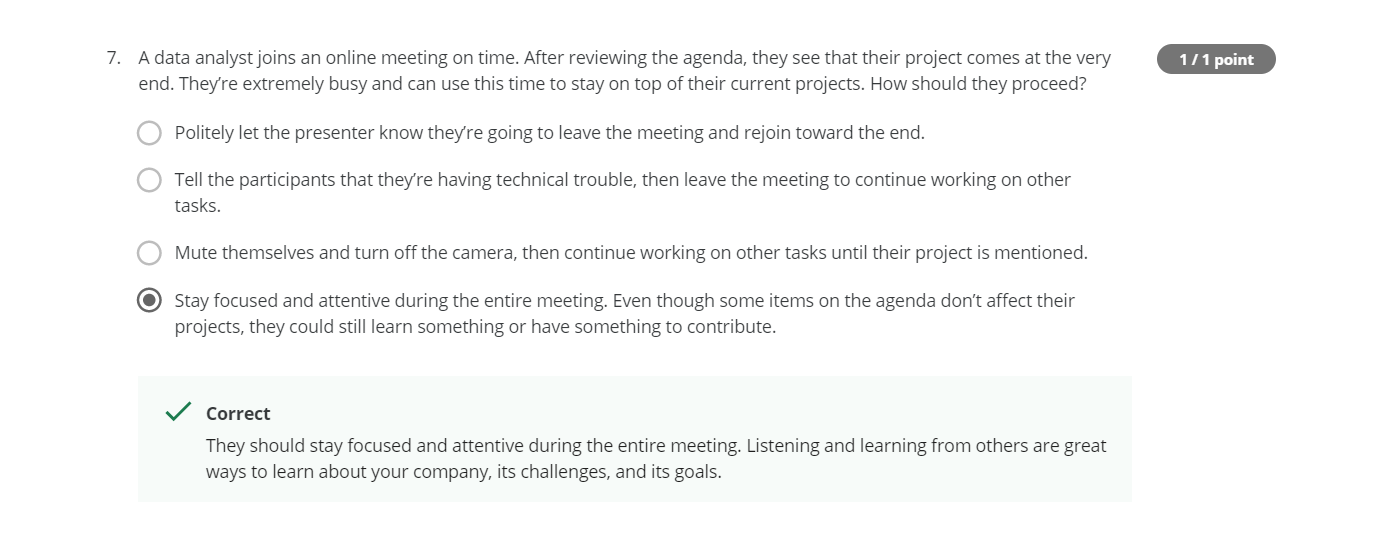 7. A data analyst joins an online meeting on time. After reviewing the agenda, they see that their project comes at the very
1 / 1 point
end. They’re extremely busy and can use this time to stay on top of their current projects. How should they proceed?
Politely let the presenter know they’re going to leave the meeting and rejoin toward the end.
Tell the participants that they’re having technical trouble, then leave the meeting to continue working on other
tasks.
Mute themselves and turn off the camera, then continue working on other tasks until their project is mentioned.
Stay focused and attentive during the entire meeting. Even though some items on the agenda don’t affect their
projects, they could still learn something or have something to contribute.
Correct
They should stay focused and attentive during the entire meeting. Listening and learning from others are great
ways to learn about your company, its challenges, and its goals.